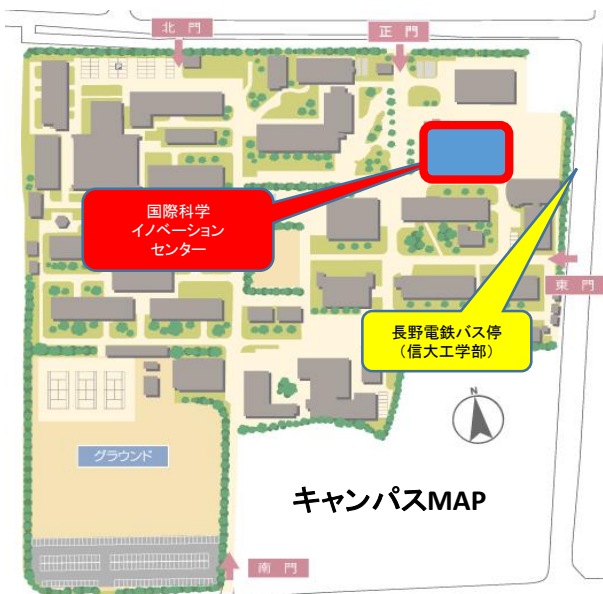 北門
正門
国際科学
イノベーション
センター
東門
長野電鉄バス停
(信大工学部)
N
グラウンド
キャンパスMAP
南門